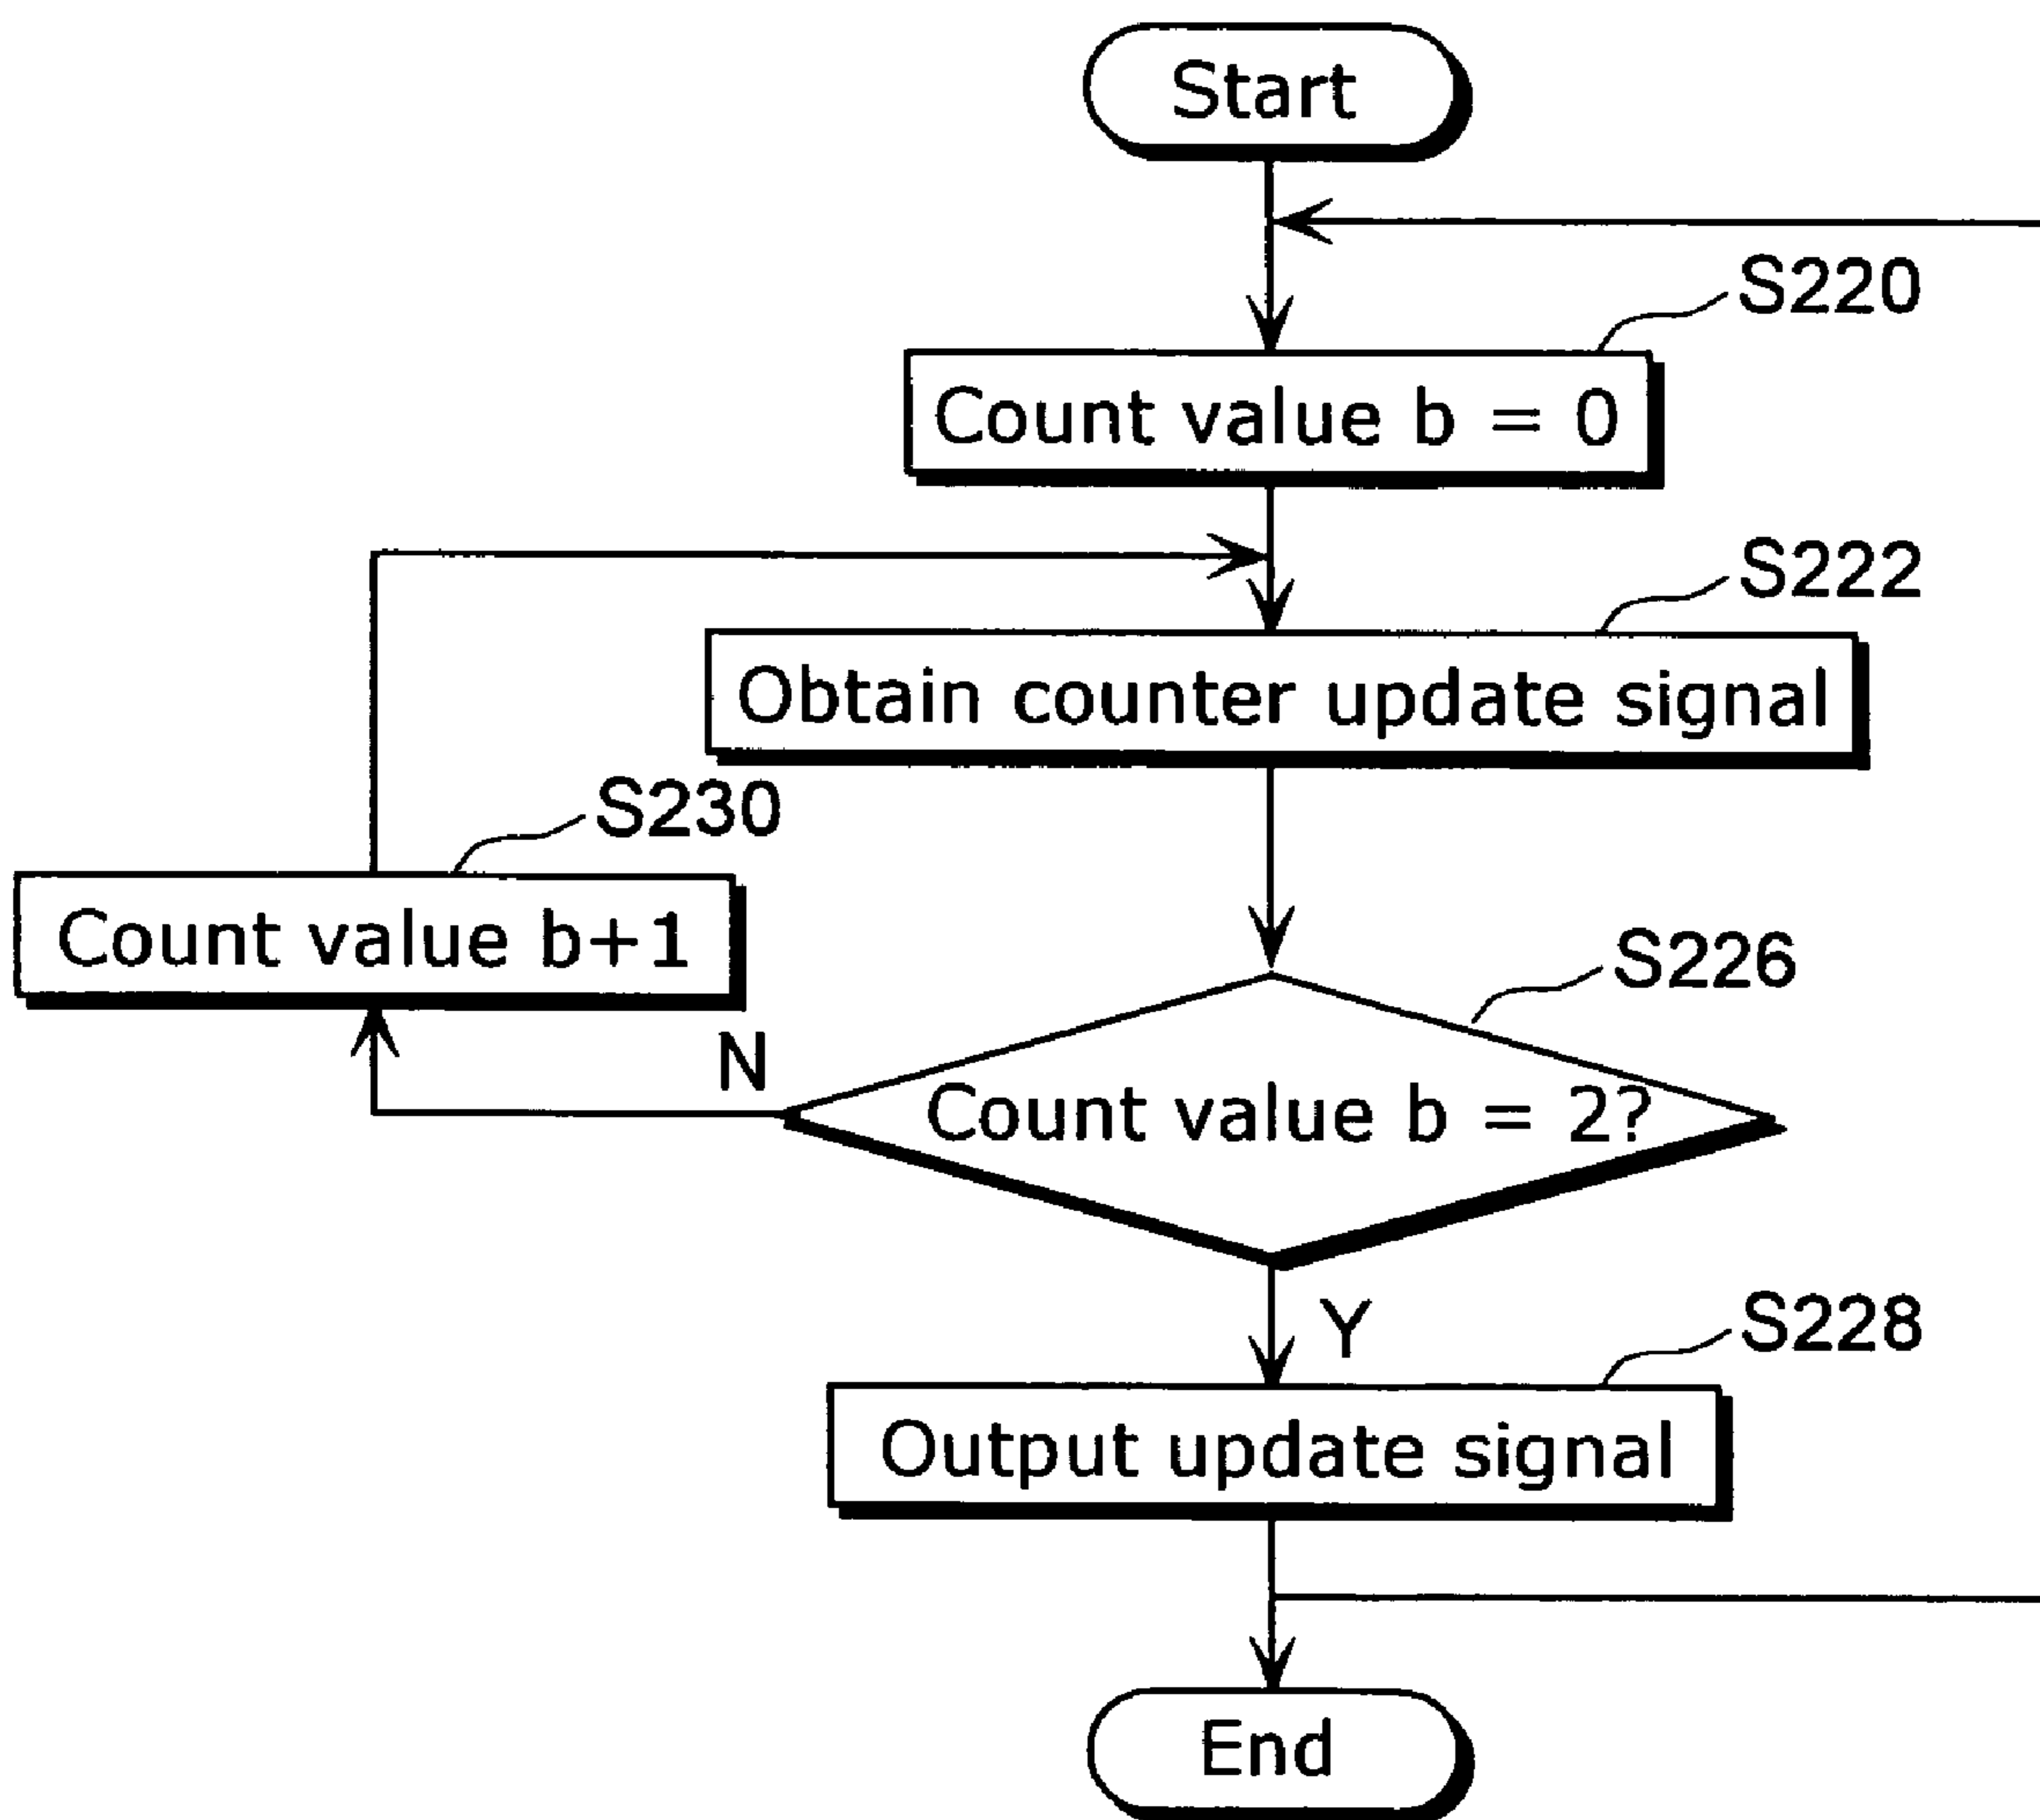 Start
S220
Count value b = 0
S222
Obtain counter update signal
S230
Count value b+1
S226
N
Count value b = 2?
Y
S228
Output update signal
End